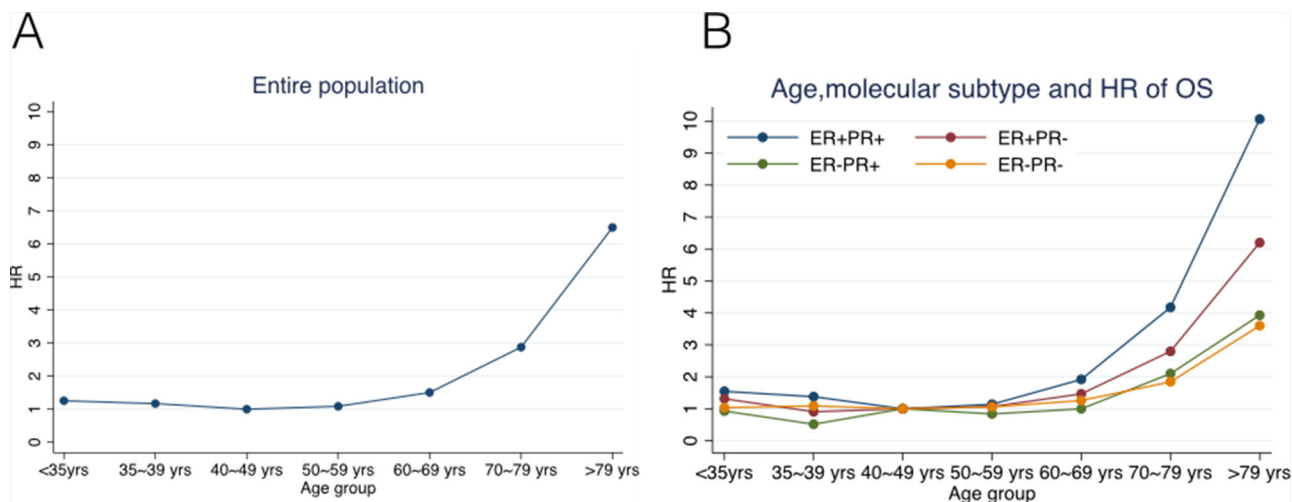 A
Entire population
HR
10
9
8
7
6
5
4
3
2
1
0
<35yrs 35~39 yrs 40~49 yrs 50~59 yrs 60~69 yrs 70~79 yrs >79 yrs
Age group
B
Age,molecular subtype and HR of OS
ER+PR+ ER+PR-
ER-PR+ ER-PR-
HR
10
9
8
7
6
5
4
3
2
1
0
<35yrs 35~39 yrs 40~49 yrs 50~59 yrs 60~69 yrs 70~79 yrs >79 yrs
Age group